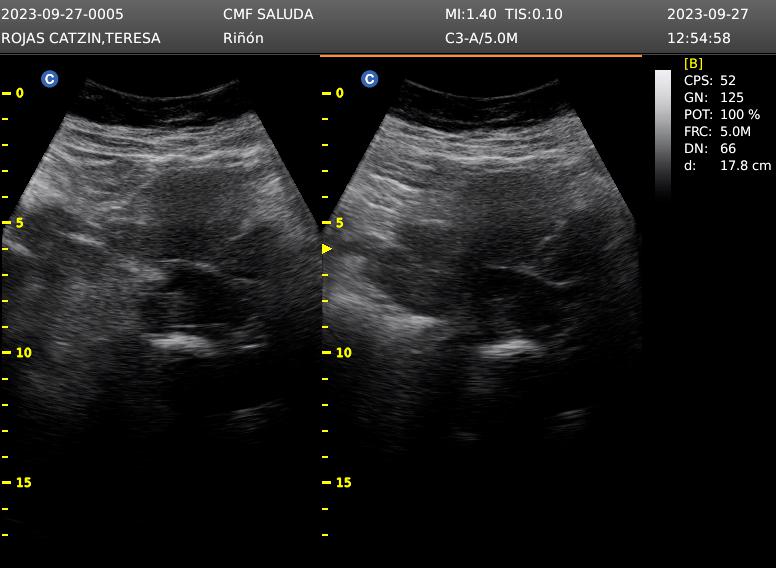 2023-09-27-0005 CMF SALUDA MI:1.40 TIS:0.10 2023-09-27
ROJAS CATZIN,TERESA Riñón C3-A/5.0M 12:54:58
[B]
CPS: 52
GN: 125
POT: 100 %
FRC: 5.0M
DN: 66
d: 17.8 cm
C C
0 0
5 5
10 10
15 15